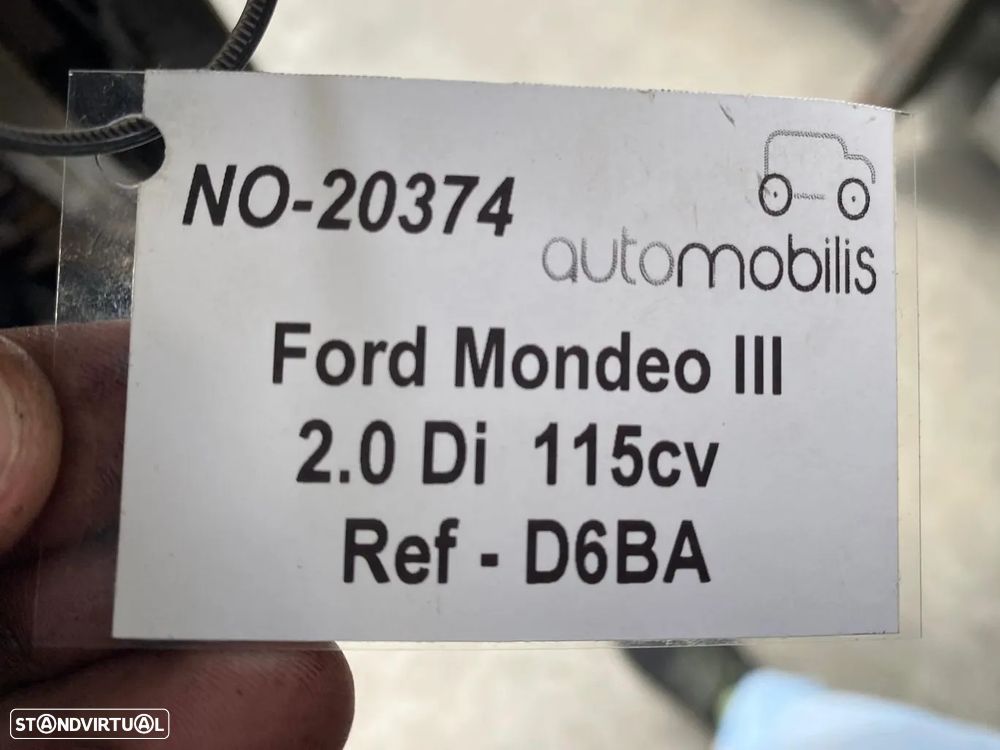 NO-20374
automobilis
Ford Mondeo III
2.0 Di 115cv
Ref - D6BA
STANDVIRTUAL